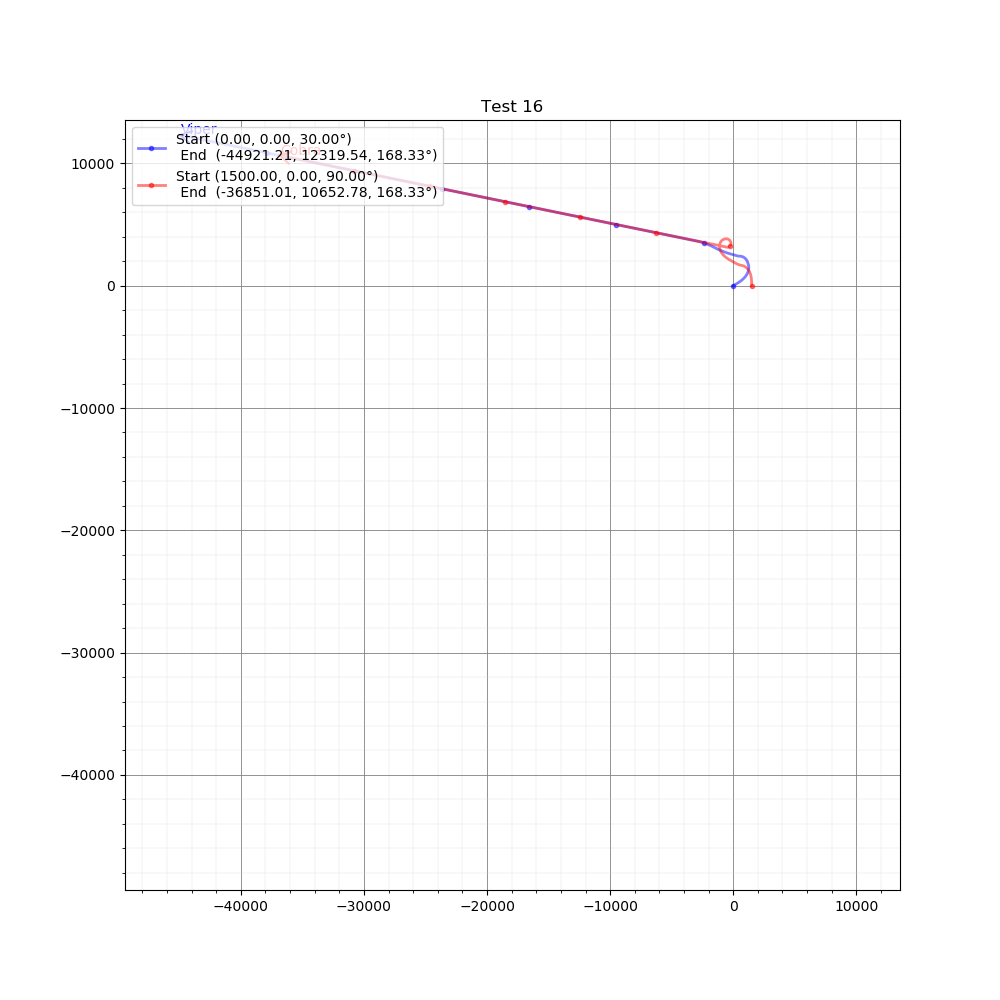 Test 16
Viper
Start (0.00, 0.00, 30.00°)
End  (-44921.21, 12319.54, 168.33°)
Start (1500.00, 0.00, 90.00°)
End  (-36851.01, 10652.78, 168.33°)
10000
0
−10000
−20000
−30000
−40000
−40000
−30000
−20000
−10000
0
10000